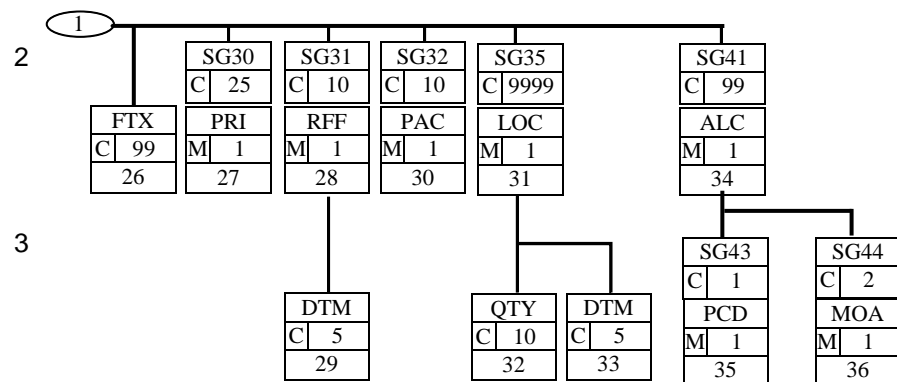 1
2
SG30 SG31 SG32 SG35 SG41
C 25 C 10 C 10 C 9999 C 99
FTX PRI RFF PAC LOC ALC
C 99 M 1 M 1 M 1 M 1 M 1
26 27 28 30 31 34
3
SG43 SG44
C 1 C 2
DTM QTY DTM PCD MOA
C 5 C 10 C 5 M 1 M 1
29 32 33 35 36